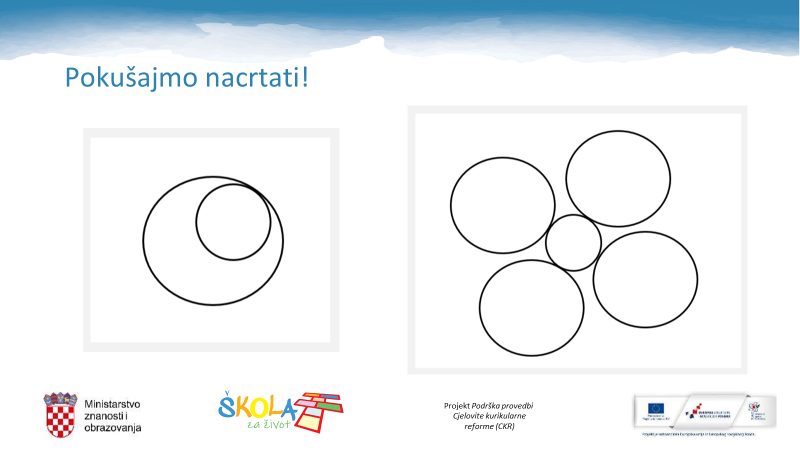 Pokušajmo nacrtati!
Ministarstvo
znanosti i
obrazovanja
ŠKOLA
za život
Projekt Podrška provedbi
Cjelovite kurikularne
reforme (CKR)